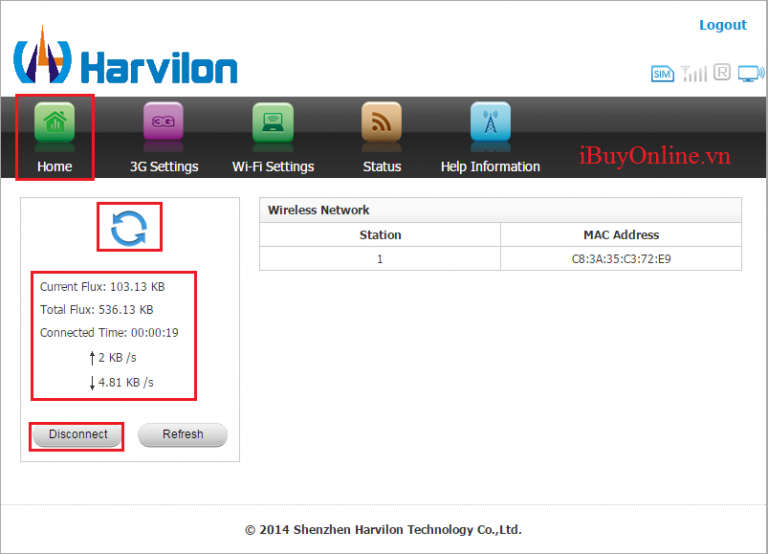 Logout
Harvilon
SIM
R
3G
Home
3G Settings
Wi-Fi Settings
Status
Help Information
iBuyOnline.vn
Wireless Network
Station MAC Address
1 C8:3A:35:C3:72:E9
Current Flux: 103.13 KB
Total Flux: 536.13 KB
Connected Time: 00:00:19
2 KB /s
4.81 KB /s
Disconnect
Refresh
© 2014 Shenzhen Harvilon Technology Co.,Ltd.